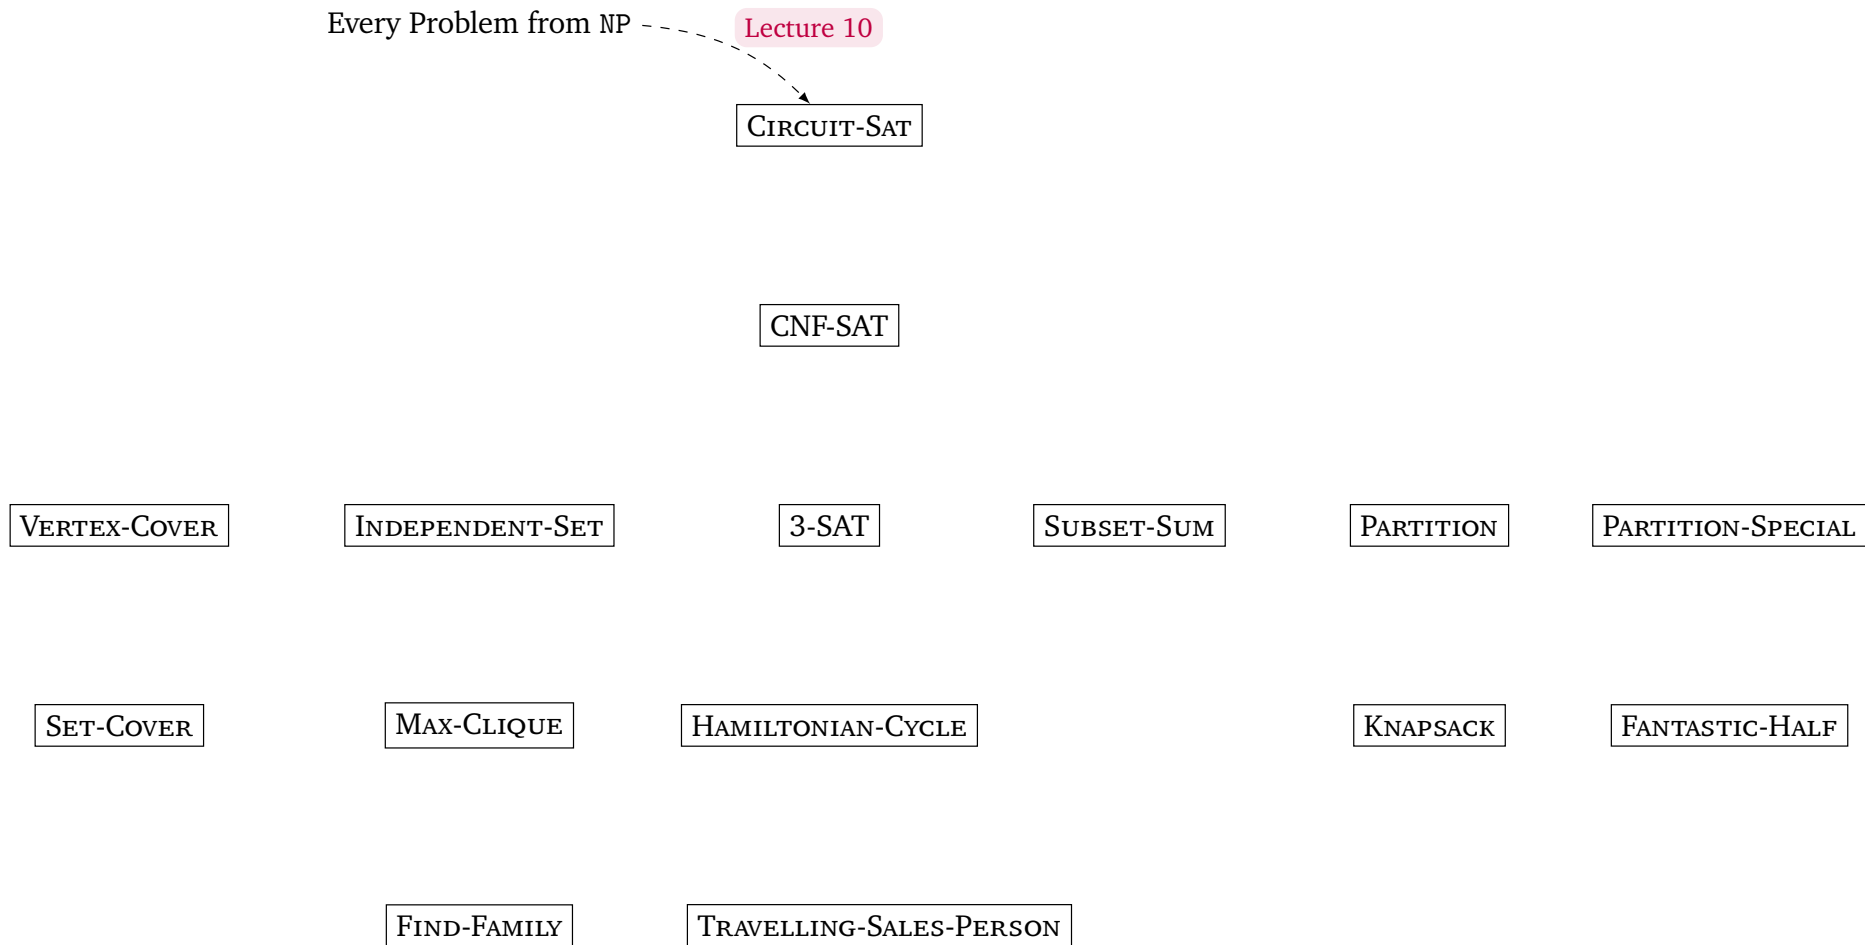 Every Problem from NP
Lecture 10
CIRCUIT-SAT
CNF-SAT
VERTEX-COVER
INDEPENDENT-SET
3-SAT
SUBSET-SUM
PARTITION
PARTITION-SPECIAL
SET-COVER
MAX-CLIQUE
HAMILTONIAN-CYCLE
KNAPSACK
FANTASTIC-HALF
FIND-FAMILY
TRAVELLING-SALES-PERSON